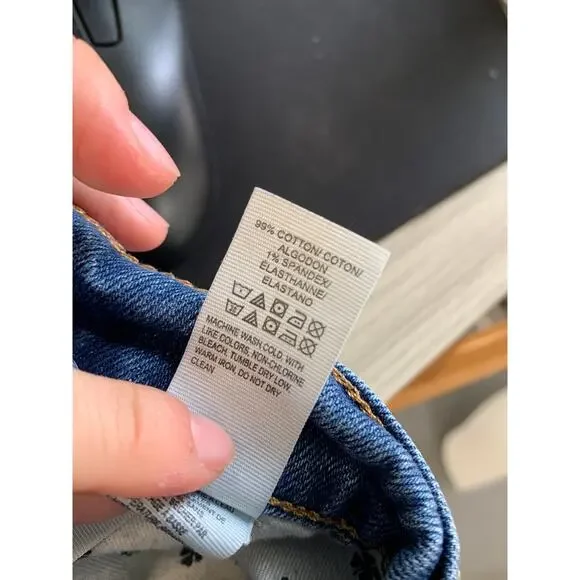 99% COTTON/ COTON/
ALGODON
1% SPANDEX/
ELASTHANNE/
ELASTANO
MACHINE WASH COLD, WITH
LIKE COLORS, NON-CHLORINE
BLEACH, TUMBLE DRY LOW,
WARM IRON, DO NOT DRY
CLEAN